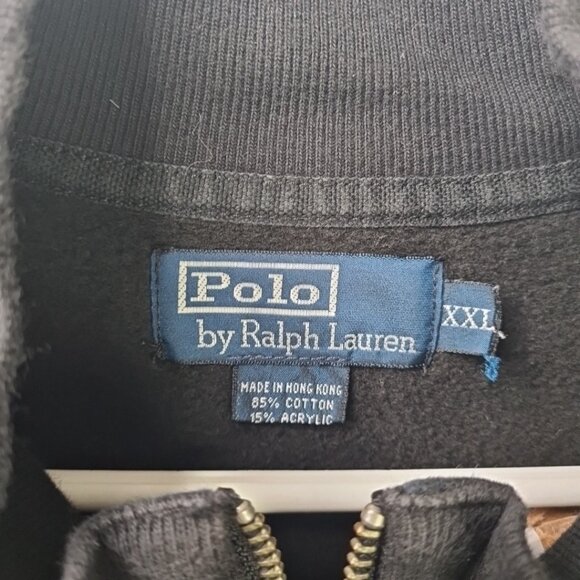 Polo
by Ralph Lauren
XXL
MADE IN HONG KONG
85% COTTON
15% ACRYLIC